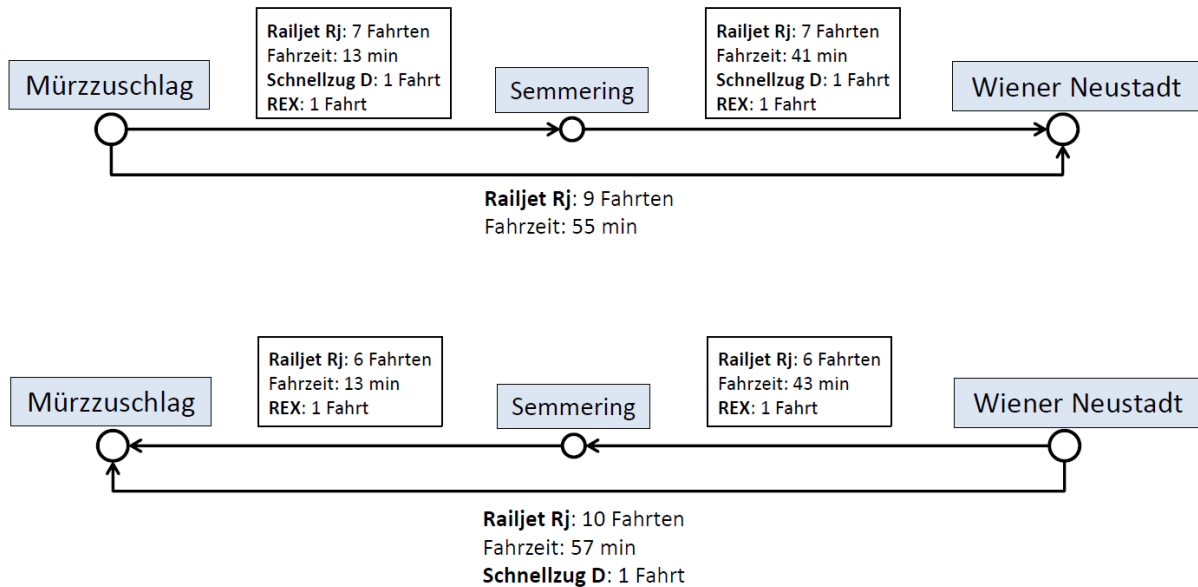 Railjet Rj: 7 Fahrten
Fahrzeit: 13 min
Schnellzug D: 1 Fahrt
REX: 1 Fahrt
Railjet Rj: 7 Fahrten
Fahrzeit: 41 min
Schnellzug D: 1 Fahrt
REX: 1 Fahrt
Mürzzuschlag
Semmering
Wiener Neustadt
Railjet Rj: 9 Fahrten
Fahrzeit: 55 min
Railjet Rj: 6 Fahrten
Fahrzeit: 13 min
REX: 1 Fahrt
Railjet Rj: 6 Fahrten
Fahrzeit: 43 min
REX: 1 Fahrt
Mürzzuschlag
Semmering
Wiener Neustadt
Railjet Rj: 10 Fahrten
Fahrzeit: 57 min
Schnellzug D: 1 Fahrt